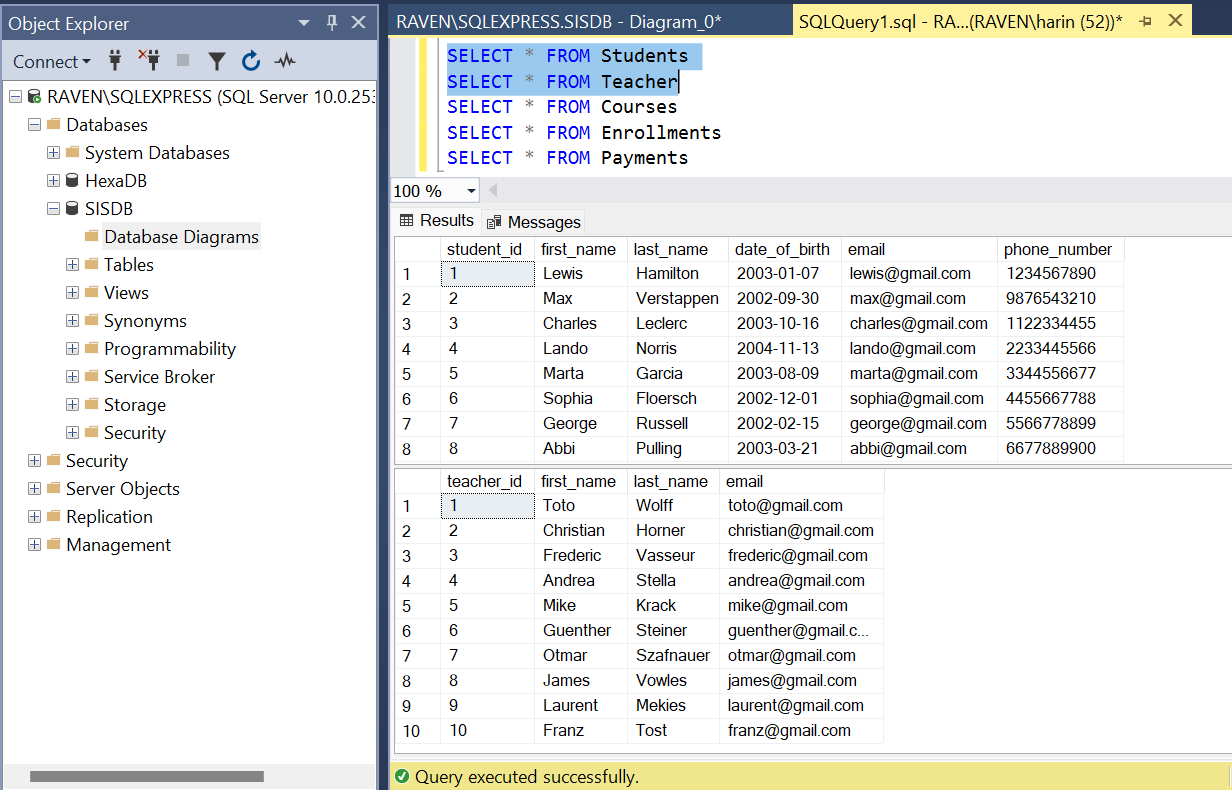 Object Explorer
Connect
RAVEN\SQLEXPRESS (SQL Server 10.0.253
Databases
System Databases
HexaDB
SISDB
Database Diagrams
Tables
Views
Synonyms
Programmability
Service Broker
Storage
Security
Security
Server Objects
Replication
Management
RAVEN\SQLEXPRESS.SISDB - Diagram_0*
SQLQuery1.sql - RA...(RAVEN\harin (52))*
SELECT * FROM Students
SELECT * FROM Teacher
SELECT * FROM Courses
SELECT * FROM Enrollments
SELECT * FROM Payments
100 %
Results Messages
student_id first_name last_name date_of_birth email phone_number
1 1 Lewis Hamilton 2003-01-07 lewis@gmail.com 1234567890
2 2 Max Verstappen 2002-09-30 max@gmail.com 9876543210
3 3 Charles Leclerc 2003-10-16 charles@gmail.com 1122334455
4 4 Lando Norris 2004-11-13 lando@gmail.com 2233445566
5 5 Marta Garcia 2003-08-09 marta@gmail.com 3344556677
6 6 Sophia Floersch 2002-12-01 sophia@gmail.com 4455667788
7 7 George Russell 2002-02-15 george@gmail.com 5566778899
8 8 Abbi Pulling 2003-03-21 abbi@gmail.com 6677889900
teacher_id first_name last_name email
1 1 Toto Wolff toto@gmail.com
2 2 Christian Horner christian@gmail.com
3 3 Frederic Vasseur frederic@gmail.com
4 4 Andrea Stella andrea@gmail.com
5 5 Mike Krack mike@gmail.com
6 6 Guenther Steiner guenther@gmail.c...
7 7 Otmar Szafnauer otmar@gmail.com
8 8 James Vowles james@gmail.com
9 9 Laurent Mekies laurent@gmail.com
10 10 Franz Tost franz@gmail.com
Query executed successfully.